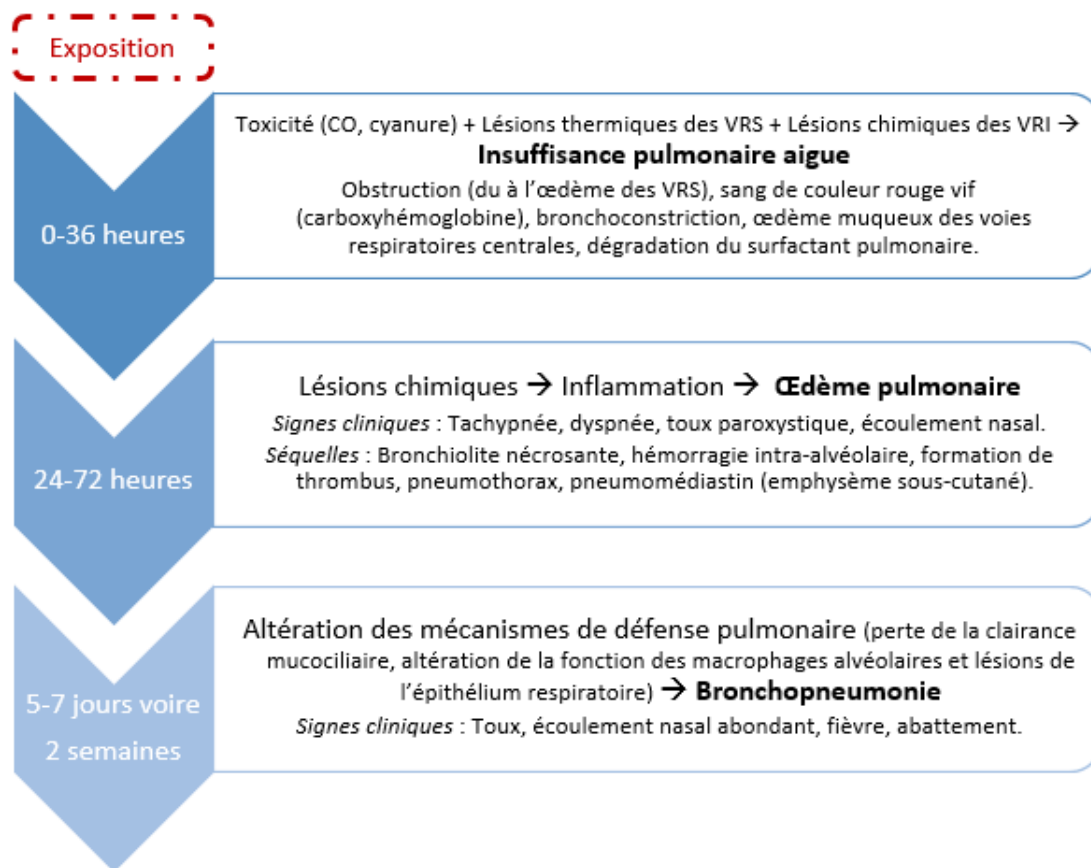 Exposition
0-36 heures
Toxicité (CO, cyanure) + Lésions thermiques des VRS + Lésions chimiques des VRI →
Insuffisance pulmonaire aigue
Obstruction (du à l'œdème des VRS), sang de couleur rouge vif
(carboxyhémoglobine), bronchoconstriction, œdème muqueux des voies
respiratoires centrales, dégradation du surfactant pulmonaire.
24-72 heures
Lésions chimiques → Inflammation → Œdème pulmonaire
Signes cliniques : Tachypnée, dyspnée, toux paroxystique, écoulement nasal.
Séquelles : Bronchiolite nécrosante, hémorragie intra-alvéolaire, formation de
thrombus, pneumothorax, pneumomédiastin (emphysème sous-cutané).
5-7 jours voire
2 semaines
Altération des mécanismes de défense pulmonaire (perte de la clairance
mucociliaire, altération de la fonction des macrophages alvéolaires et lésions de
l'épithélium respiratoire) → Bronchopneumonie
Signes cliniques : Toux, écoulement nasal abondant, fièvre, abattement.